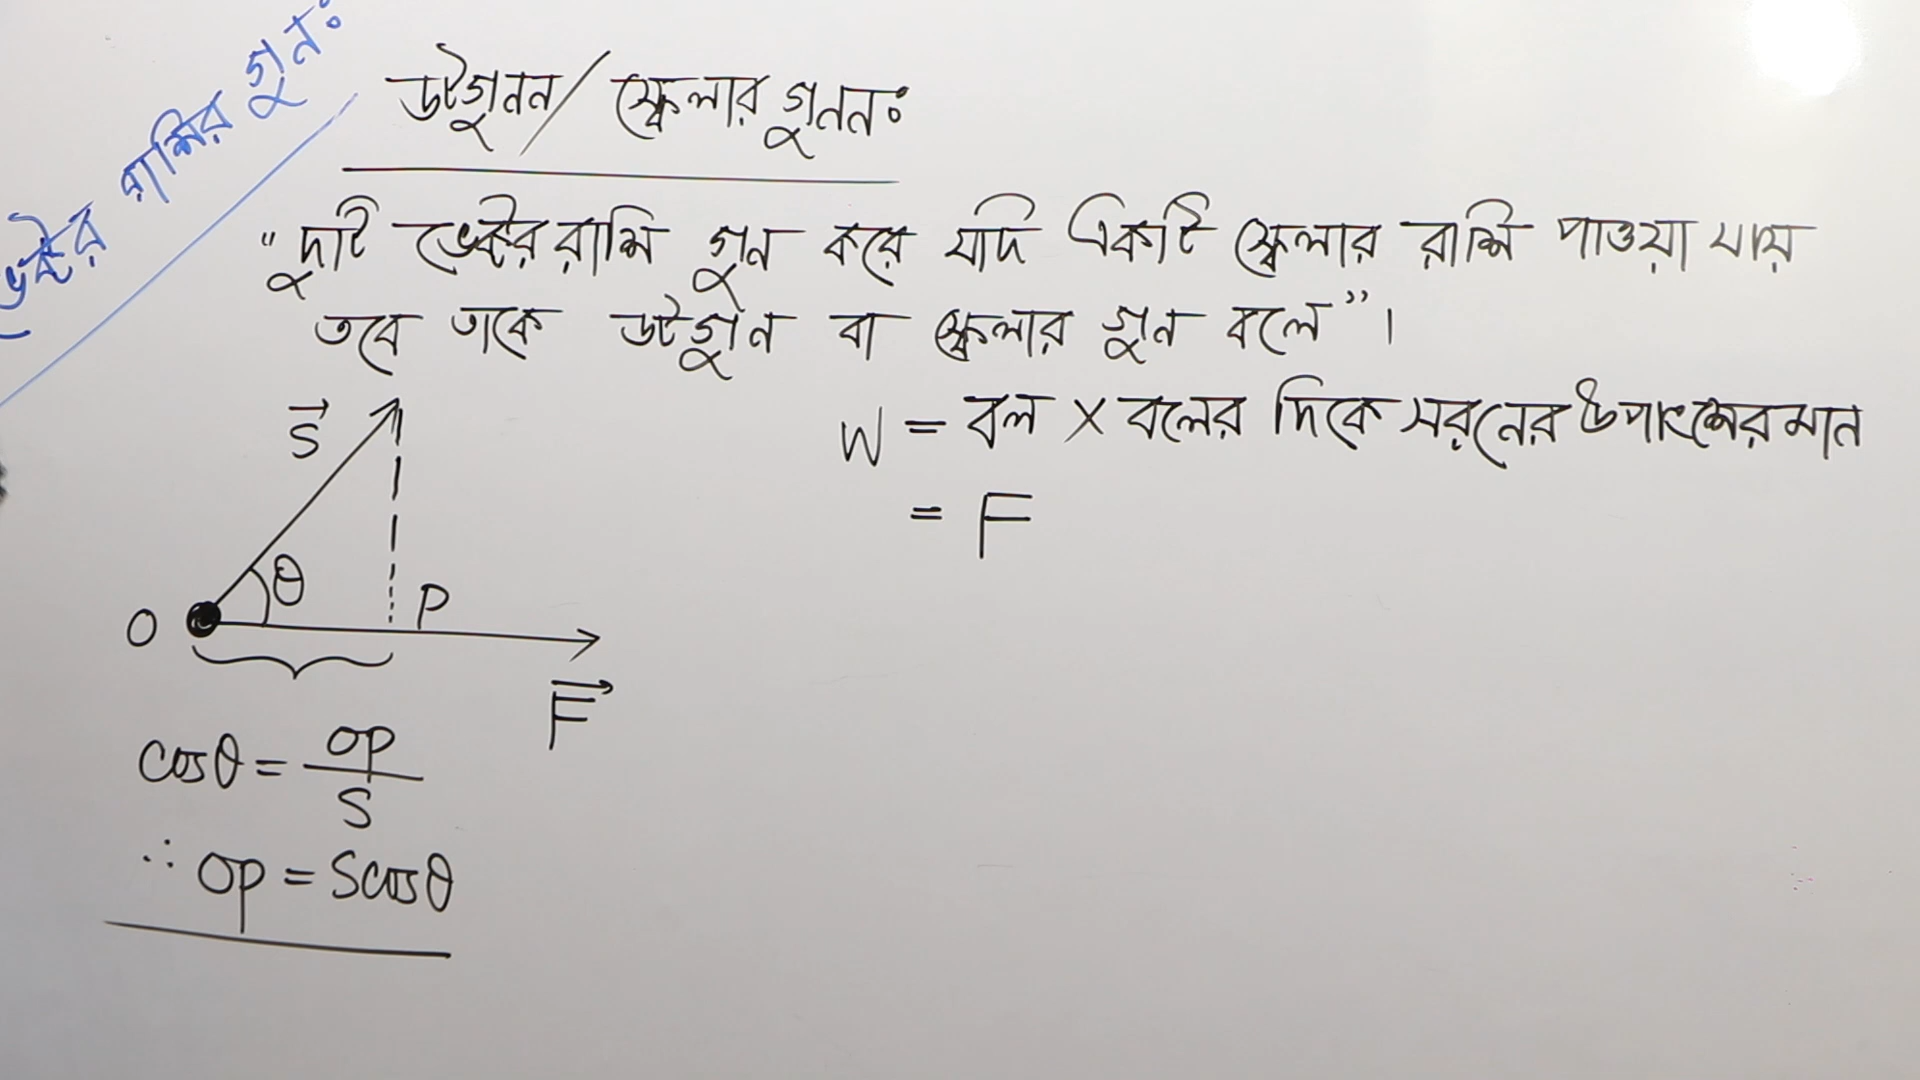 ভেক্টর রাশির গুন:
ডটগুনন/স্কেলার গুনন:
"দুটি ভেক্টর রাশি গুন করে যদি একটি স্কেলার রাশি পাওয়া যায়
তবে তাকে ডটগুন বা স্কেলার গুন বলে"।
W = বল × বলের দিকে সরনের উপাংশের মান
= F
S⃗
θ
O
P
F⃗
cosθ = OP/S
∴ OP = Scosθ